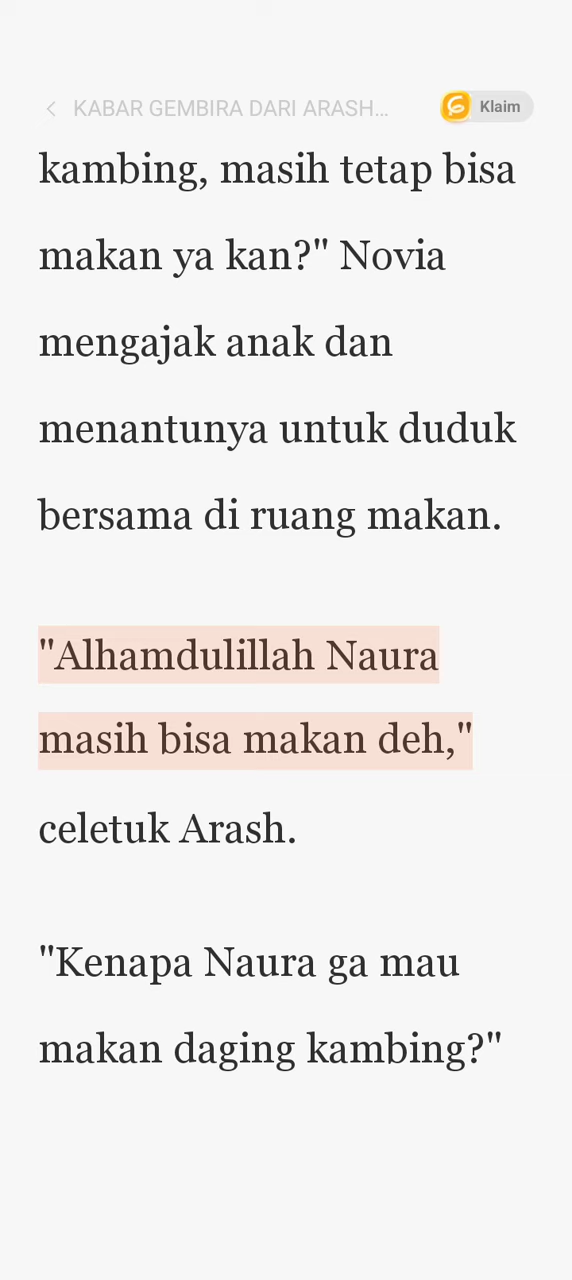 KABAR GEMBIRA DARI ARASH...
Klaim
kambing, masih tetap bisa
makan ya kan?" Novia
mengajak anak dan
menantunya untuk duduk
bersama di ruang makan.
"Alhamdulillah Naura
masih bisa makan deh,"
celetuk Arash.
"Kenapa Naura ga mau
makan daging kambing?"